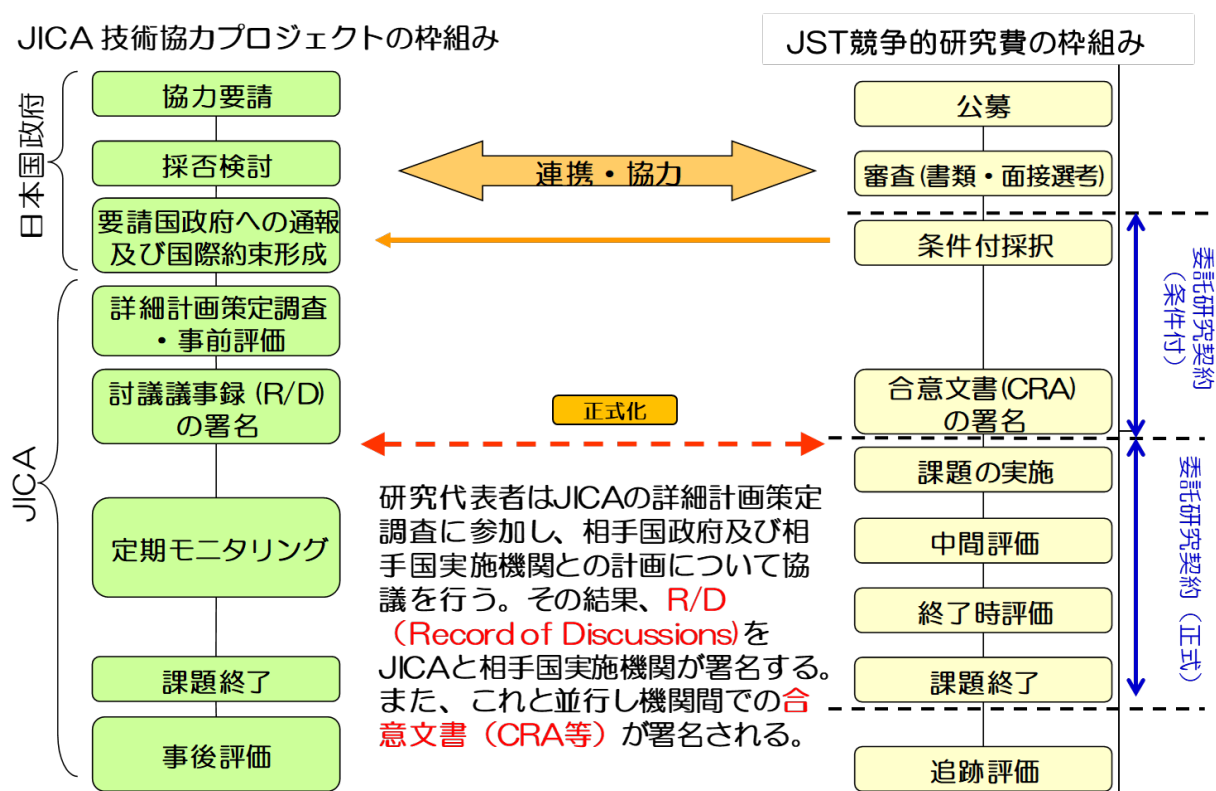 JICA 技術協力プロジェクトの枠組み
JST競争的研究費の枠組み
日本国政府
協力要請
採否検討
要請国政府への通報
及び国際約束形成
JICA
詳細計画策定調査
・事前評価
討議議事録 (R/D)
の署名
定期モニタリング
課題終了
事後評価
連携・協力
正式化
研究代表者はJICAの詳細計画策定
調査に参加し、相手国政府及び相
手国実施機関との計画について協
議を行う。その結果、R/D
(Record of Discussions)を
JICAと相手国実施機関が署名する。
また、これと並行し機関間での合
意文書(CRA等)が署名される。
公募
審査(書類・面接選考)
条件付採択
合意文書(CRA)
の署名
課題の実施
中間評価
終了時評価
課題終了
追跡評価
委託研究契約
(条件付)
委託研究契約(正式)